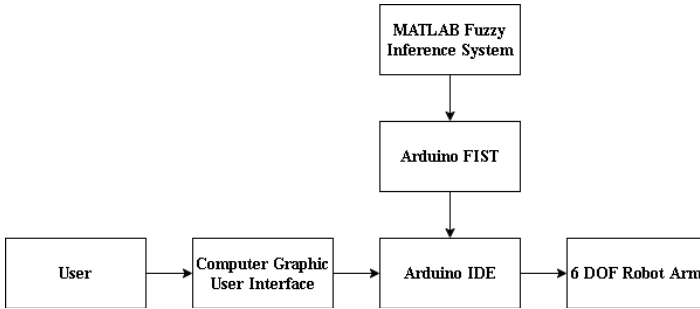 MATLAB Fuzzy
Inference System
Arduino FIST
User
Computer Graphic
User Interface
Arduino IDE
6 DOF Robot Arm